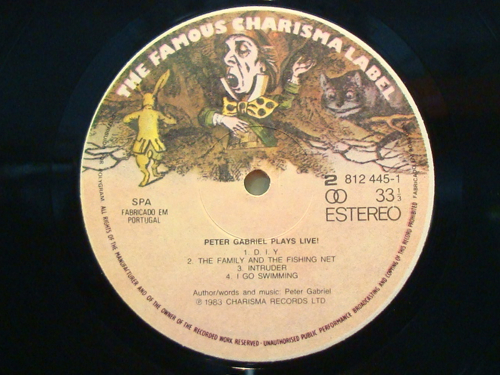 THE FAMOUS CHARISMA LABEL
SPA
FABRICADO EM
PORTUGAL
2
812 445-1
33 1/3
ESTEREO
PETER GABRIEL PLAYS LIVE!
1. D. I. Y
2. THE FAMILY AND THE FISHING NET
3. INTRUDER
4. I GO SWIMMING
Author/words and music: Peter Gabriel
℗ 1983 CHARISMA RECORDS LTD
POLYGRAM. ALL RIGHTS OF THE MANUFACTURER AND OF THE OWNER OF THE RECORDED WORK RESERVED - UNAUTHORISED PUBLIC PERFORMANCE BROADCASTING AND COPYING OF THIS RECORD PROHIBITED